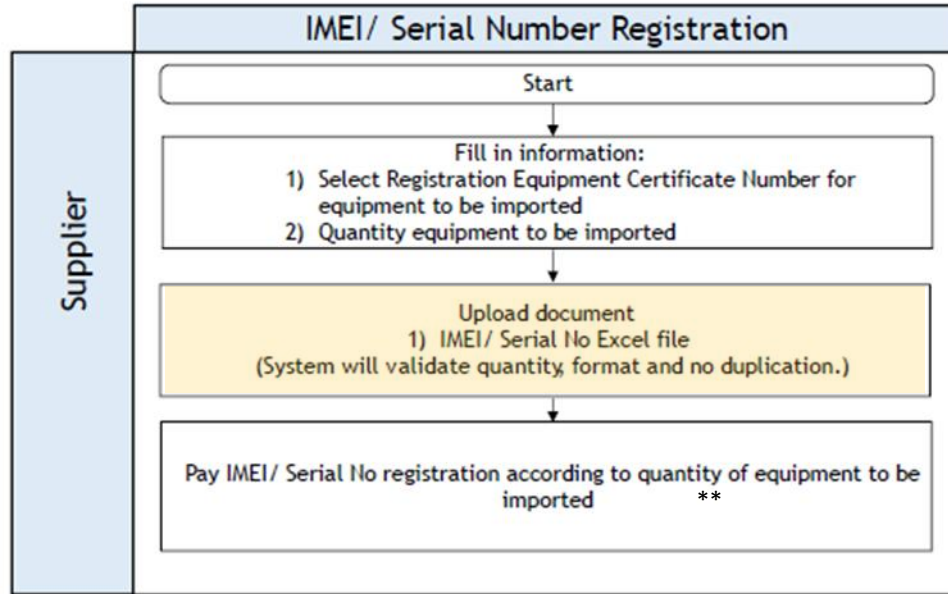 IMEI/ Serial Number Registration
Supplier
Start
Fill in information:
1) Select Registration Equipment Certificate Number for
equipment to be imported
2) Quantity equipment to be imported
Upload document
1) IMEI/ Serial No Excel file
(System will validate quantity, format and no duplication.)
Pay IMEI/ Serial No registration according to quantity of equipment to be
imported **